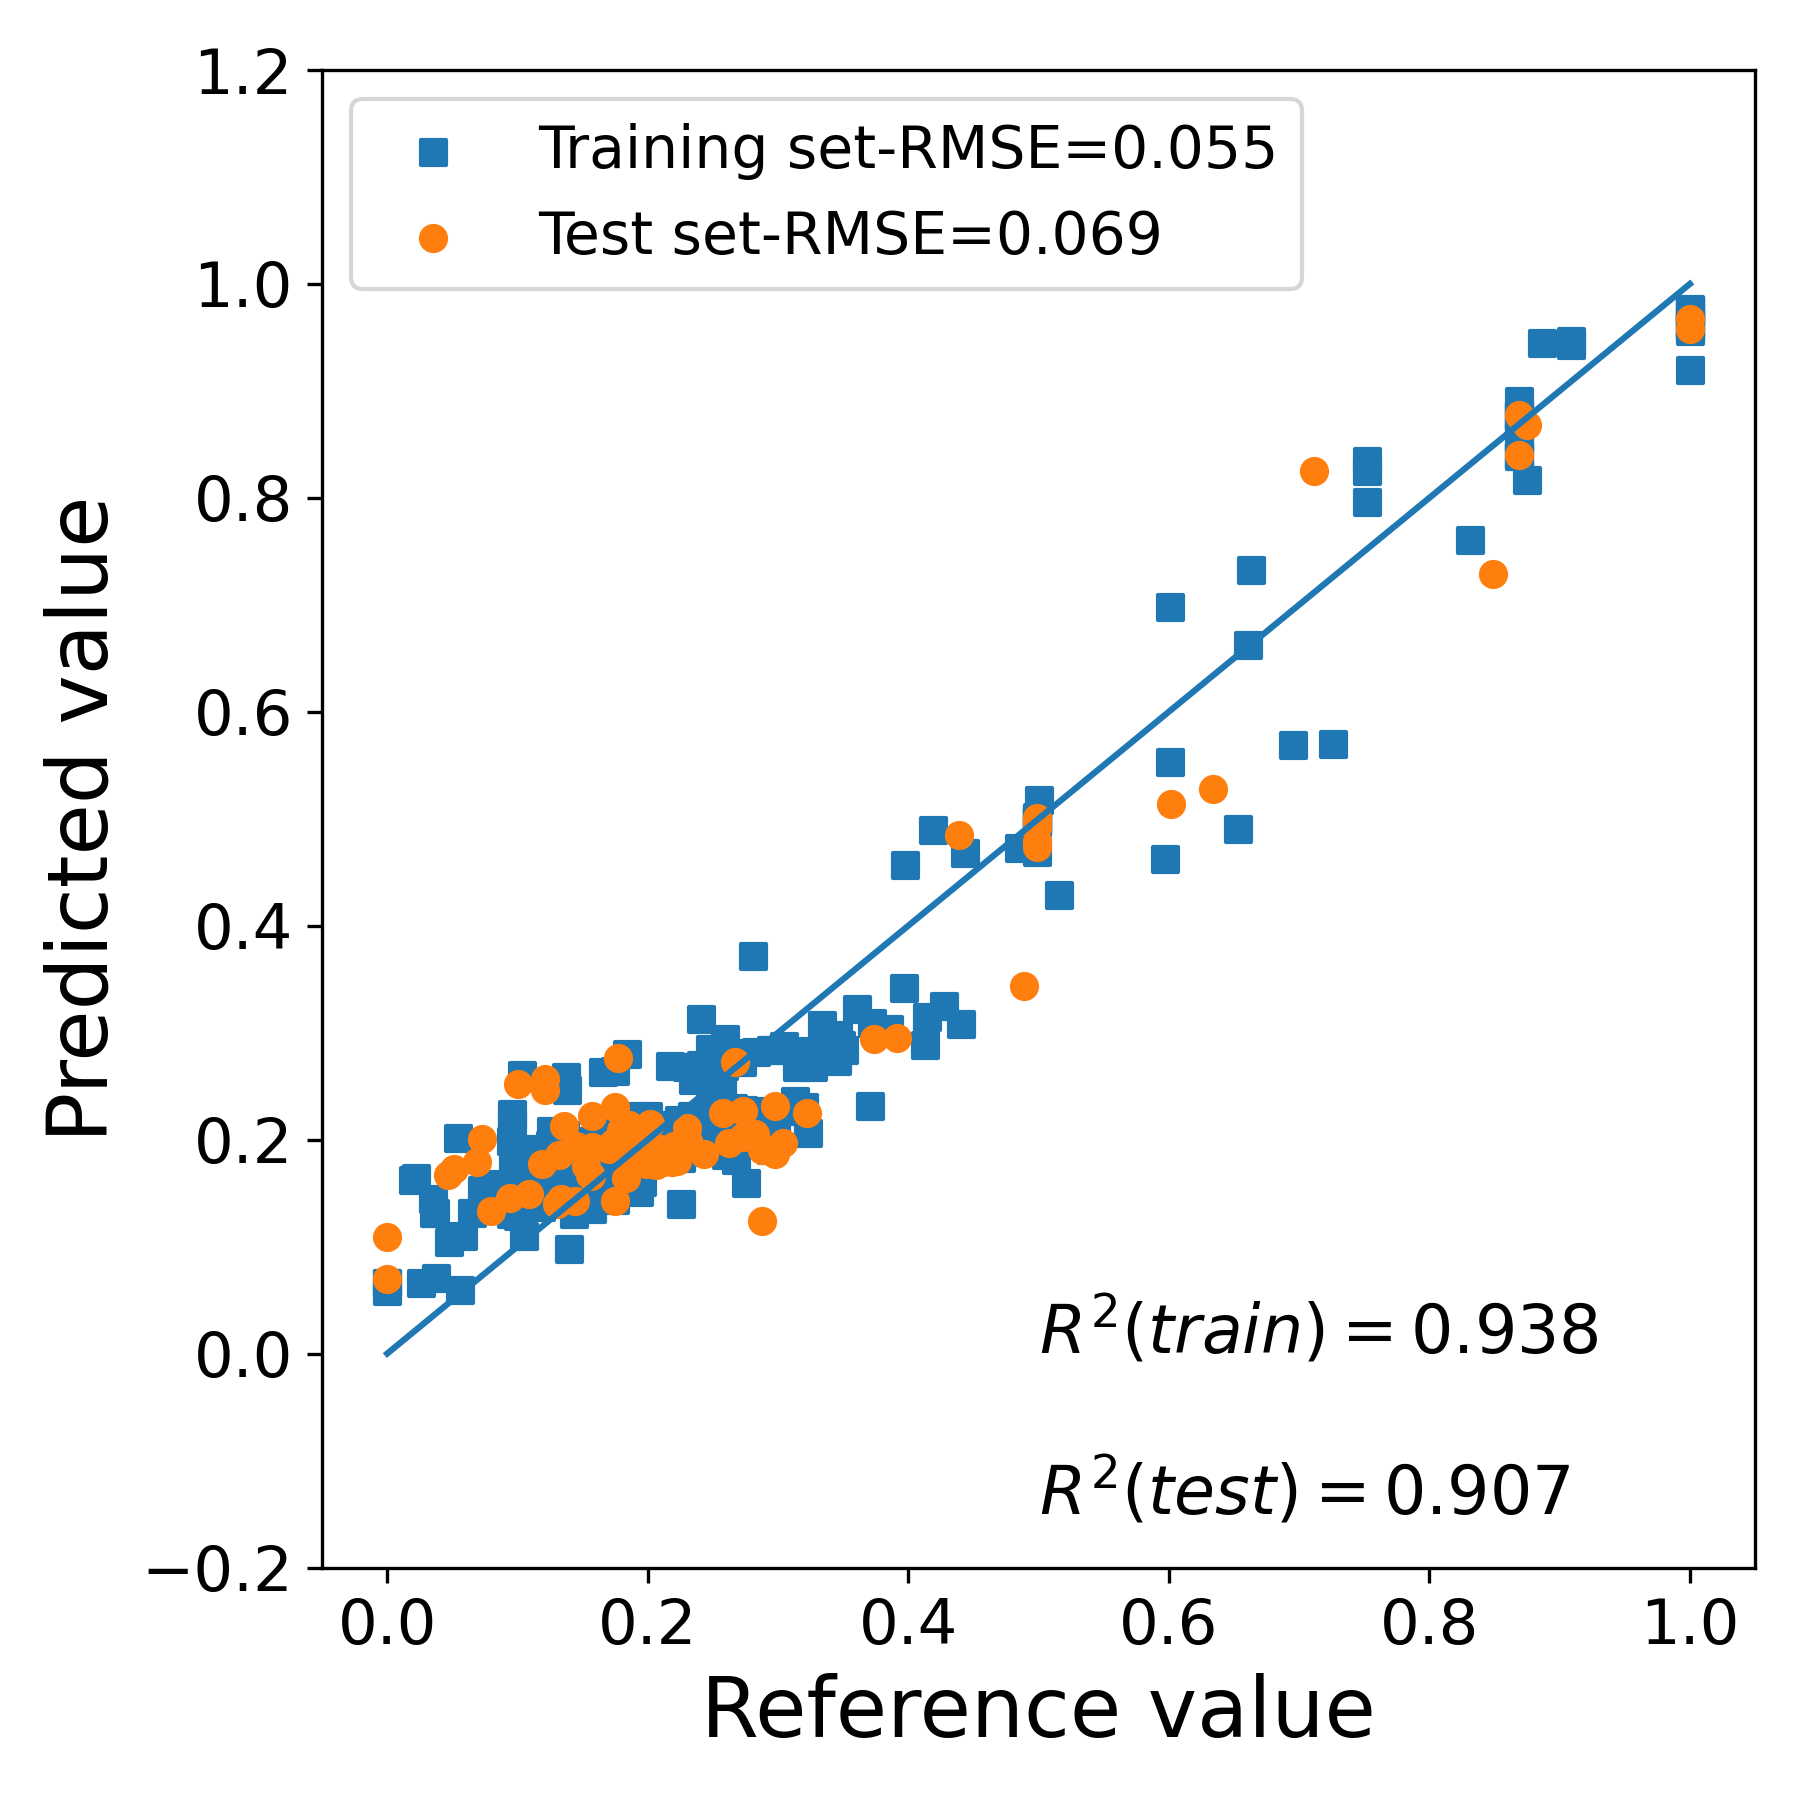 1.2
1.0
0.8
0.6
0.4
0.2
0.0
−0.2
Predicted value
Training set-RMSE=0.055
Test set-RMSE=0.069
R²(train) = 0.938
R²(test) = 0.907
0.0 0.2 0.4 0.6 0.8 1.0
Reference value